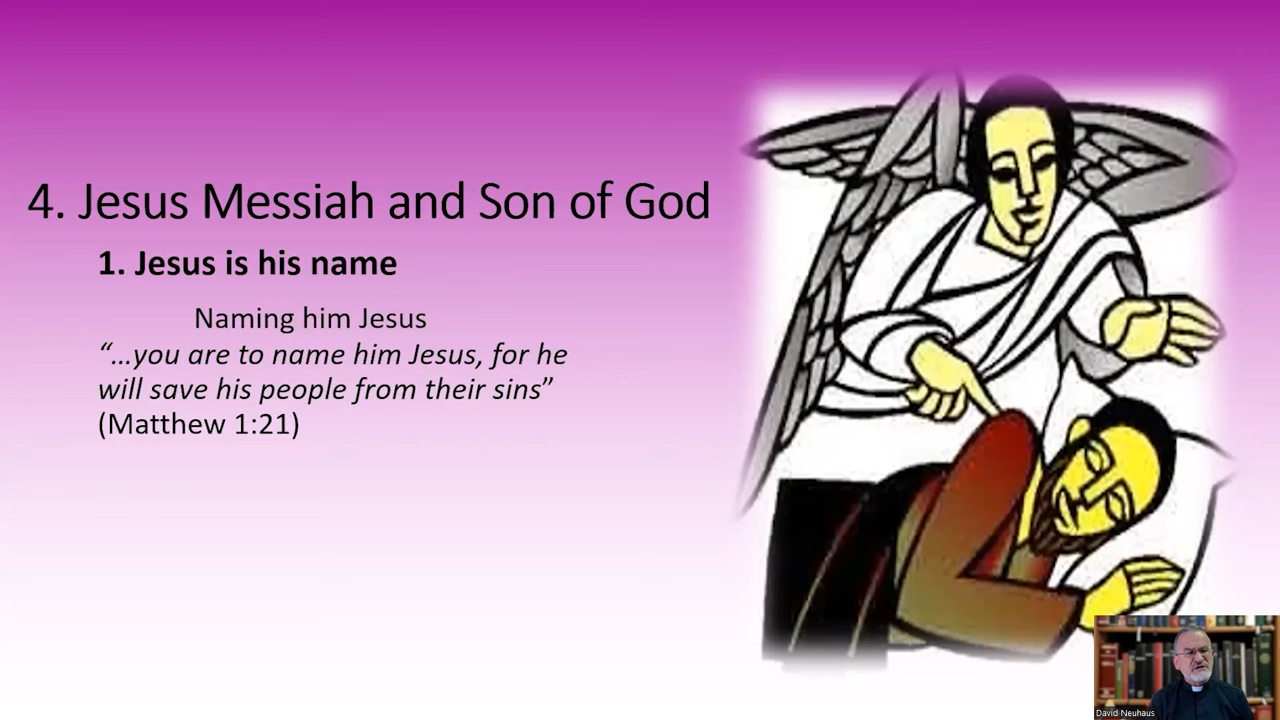 4. Jesus Messiah and Son of God
1. Jesus is his name
Naming him Jesus
“…you are to name him Jesus, for he
will save his people from their sins”
(Matthew 1:21)
David Neuhaus